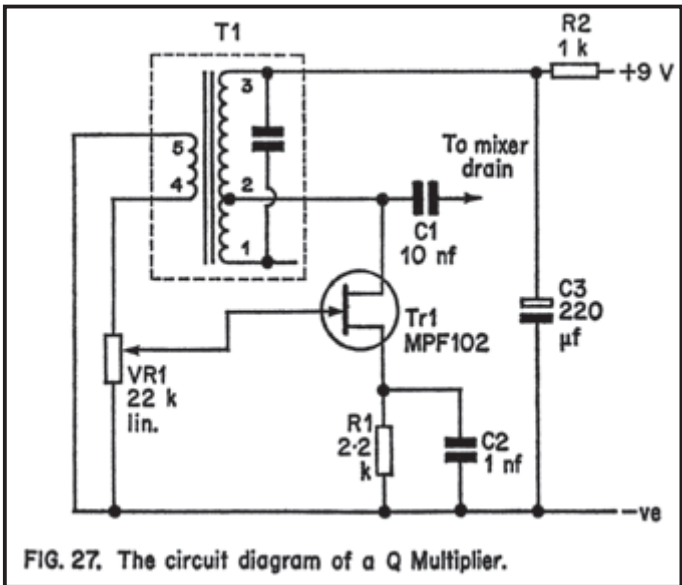 T1
R2
1 k
+9 V
3
5
4
2
1
To mixer
drain
C1
10 nf
Tr1
MPF102
C3
220
µf
VR1
22 k
lin.
R1
2·2
k
C2
1 nf
-ve
FIG. 27. The circuit diagram of a Q Multiplier.